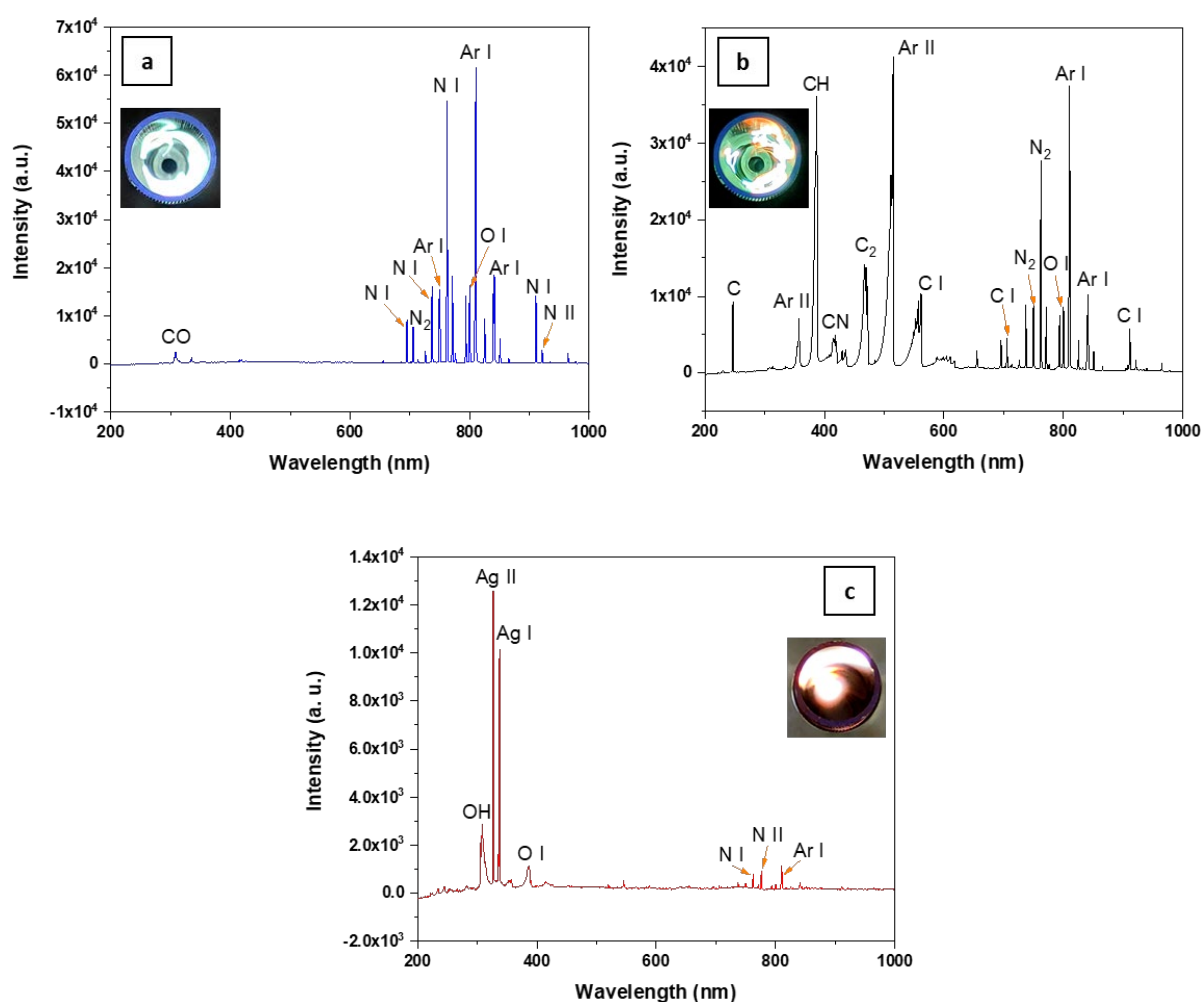 a
7x10⁴
6x10⁴
5x10⁴
4x10⁴
3x10⁴
2x10⁴
1x10⁴
0
-1x10⁴
Intensity (a.u.)
Ar I
N I
O I
Ar I
N I
N I
N₂
Ar I
N I
N II
CO
200
400
600
800
1000
Wavelength (nm)
b
4x10⁴
3x10⁴
2x10⁴
1x10⁴
0
Intensity (a.u.)
Ar II
CH
Ar I
N₂
C₂
N₂
O I
C
Ar II
CN
C I
C I
Ar I
C I
200
400
600
800
1000
Wavelength (nm)
c
1.4x10⁴
1.2x10⁴
1.0x10⁴
8.0x10³
6.0x10³
4.0x10³
2.0x10³
0.0
-2.0x10³
Intensity (a. u.)
Ag II
Ag I
OH
O I
N I
N II
Ar I
200
400
600
800
1000
Wavelength (nm)